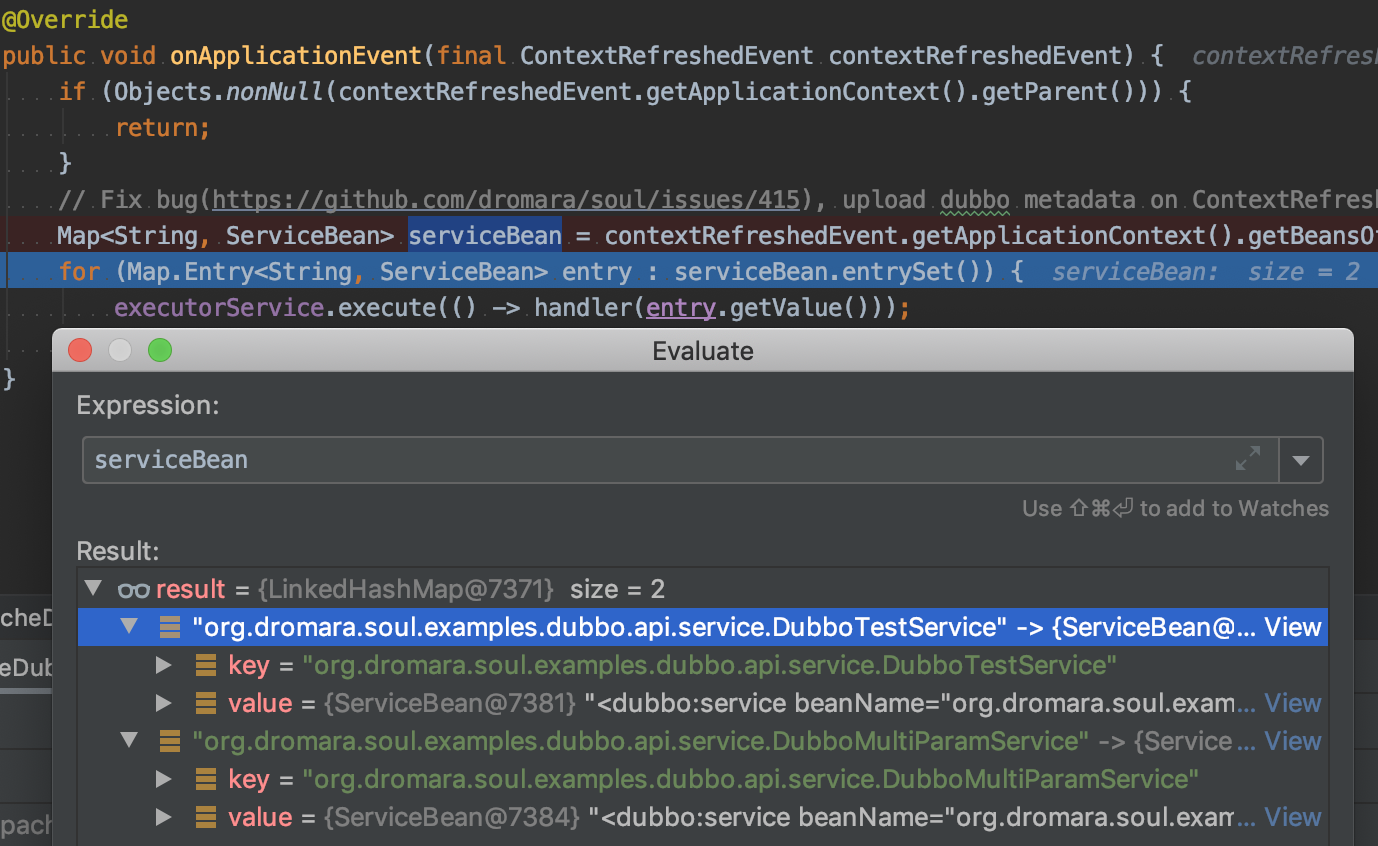 @Override
public void onApplicationEvent(final ContextRefreshedEvent contextRefreshedEvent) { contextRefresh
if (Objects.nonNull(contextRefreshedEvent.getApplicationContext().getParent())) {
return;
}
// Fix bug(https://github.com/dromara/soul/issues/415), upload dubbo metadata on ContextRefresh
Map<String, ServiceBean> serviceBean = contextRefreshedEvent.getApplicationContext().getBeansO
for (Map.Entry<String, ServiceBean> entry : serviceBean.entrySet()) { serviceBean: size = 2
executorService.execute(() -> handler(entry.getValue()));
}
Evaluate
Expression:
serviceBean
Use ⇧⌘⏎ to add to Watches
Result:
result = {LinkedHashMap@7371} size = 2
"org.dromara.soul.examples.dubbo.api.service.DubboTestService" -> {ServiceBean@... View
key = "org.dromara.soul.examples.dubbo.api.service.DubboTestService"
value = {ServiceBean@7381} "<dubbo:service beanName="org.dromara.soul.exam... View
"org.dromara.soul.examples.dubbo.api.service.DubboMultiParamService" -> {Service ... View
key = "org.dromara.soul.examples.dubbo.api.service.DubboMultiParamService"
value = {ServiceBean@7384} "<dubbo:service beanName="org.dromara.soul.exam... View
cheD
eDub
pach